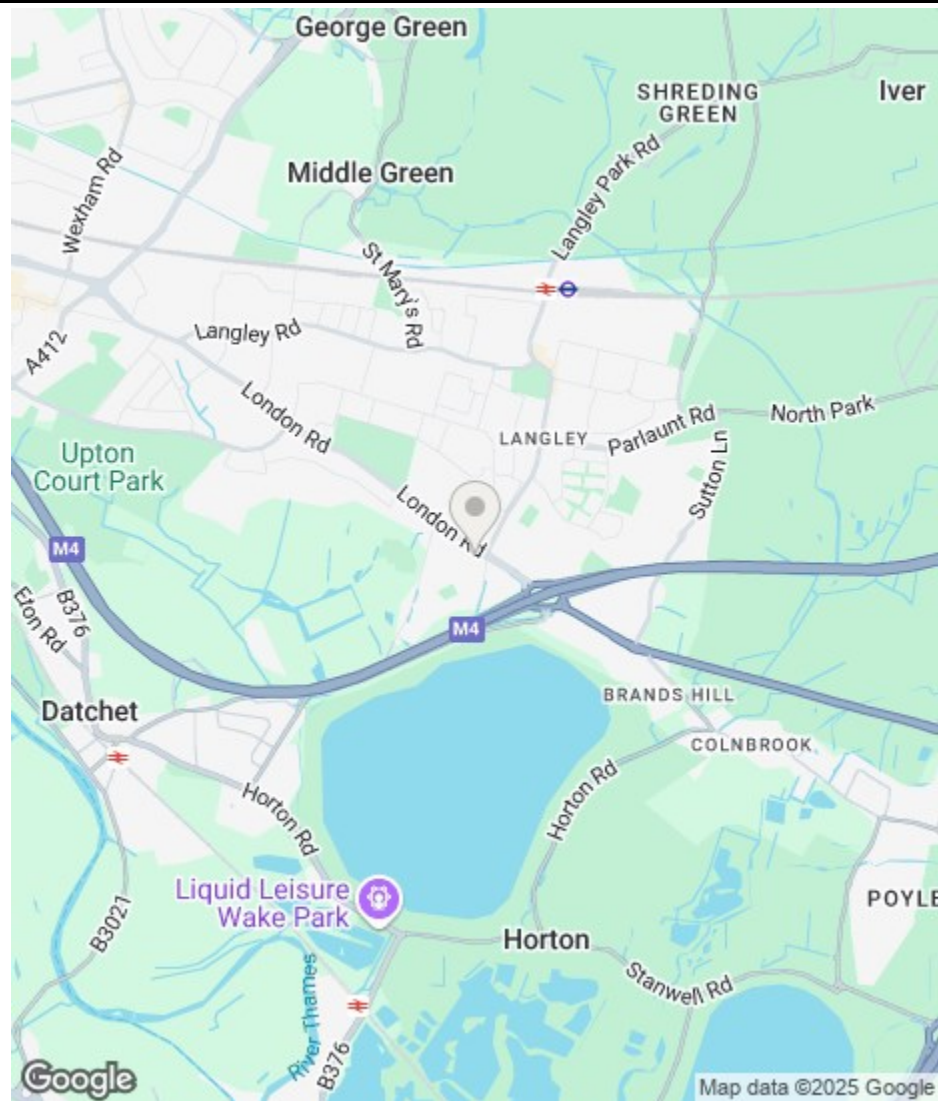 George Green
SHREDING
GREEN
Iver
Middle Green
Wexham Rd
Langley Park Rd
St Mary's Rd
Langley Rd
A412
London Rd
North Park
Parlaunt Rd
LANGLEY
Sutton Ln
Upton
Court Park
London Rd
M4
B376
Eton Rd
M4
BRANDS HILL
Datchet
COLNBROOK
Horton Rd
Horton Rd
Liquid Leisure
Wake Park
POYLE
B3021
Horton
Stanwell Rd
River Thames
B376
Google
Map data ©2025 Google